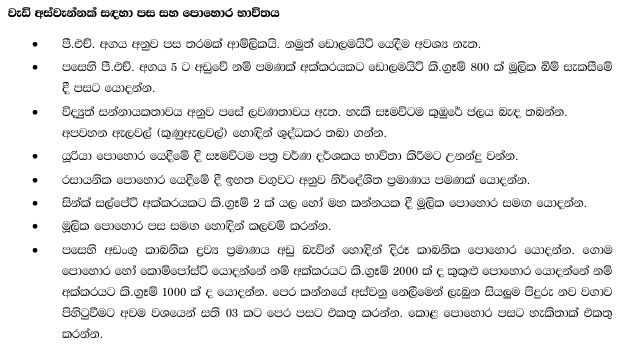 වැඩි අස්වැන්නක් සඳහා පස සහ පොහොර භාවිතය
• පී.එච්. අගය අනුව පස තරමක් ආම්ලිකයි. නමුත් ඩොලමයිට් යෙදීම අවශ්‍ය නැත.
• පසෙහි පී.එච්. අගය 5 ට අඩුවේ නම් පමණක් අක්කරයකට ඩොලමයිට් කි.ග්‍රෑම් 800 ක් මූලික බිම් සැකසීමේ
දී පසට යොදන්න.
• විද්‍යුත් සන්නායකතාවය අනුව පසේ ලවණතාවය ඇත. හැකි සෑමවිටම කුඹුරේ ජලය බැඳ තබන්න.
අපවහන ඇලවල් (කුණුඇලවල්) හොඳින් ශුද්ධකර තබා ගන්න.
• යූරියා පොහොර යෙදීමේ දී සෑමවිටම පත්‍ර වර්ණ දර්ශකය භාවිතා කිරීමට උනන්දු වන්න.
• රසායනික පොහොර යෙදීමේ දී ඉහත වගුවට අනුව නිර්දේශිත ප්‍රමාණය පමණක් යොදන්න.
• සින්ක් සල්පේට් අක්කරයකට කි.ග්‍රෑම් 2 ක් යල හෝ මහ කන්නයක දී මූලික පොහොර සමඟ යොදන්න.
• මූලික පොහොර පස සමඟ හොඳින් කලවම් කරන්න.
• පසෙහි අඩංගු කාබනික ද්‍රව්‍ය ප්‍රමාණය අඩු බැවින් හොඳින් දිරූ කාබනික පොහොර යොදන්න. ගොම
පොහොර හෝ කොම්පෝස්ට් යොදන්නේ නම් අක්කරයට කි.ග්‍රෑම් 2000 ක් ද කුකුළු පොහොර යොදන්නේ නම්
අක්කරයට කි.ග්‍රෑම් 1000 ක් ද යොදන්න. පෙර කන්නයේ අස්වනු නෙලීමෙන් ලැබුන සියලුම පිදුරු නව වගාව
පිහිටුවීමට අවම වශයෙන් සති 03 කට පෙර පසට එකතු කරන්න. කොළ පොහොර පසට හැකිතාක් එකතු
කරන්න.